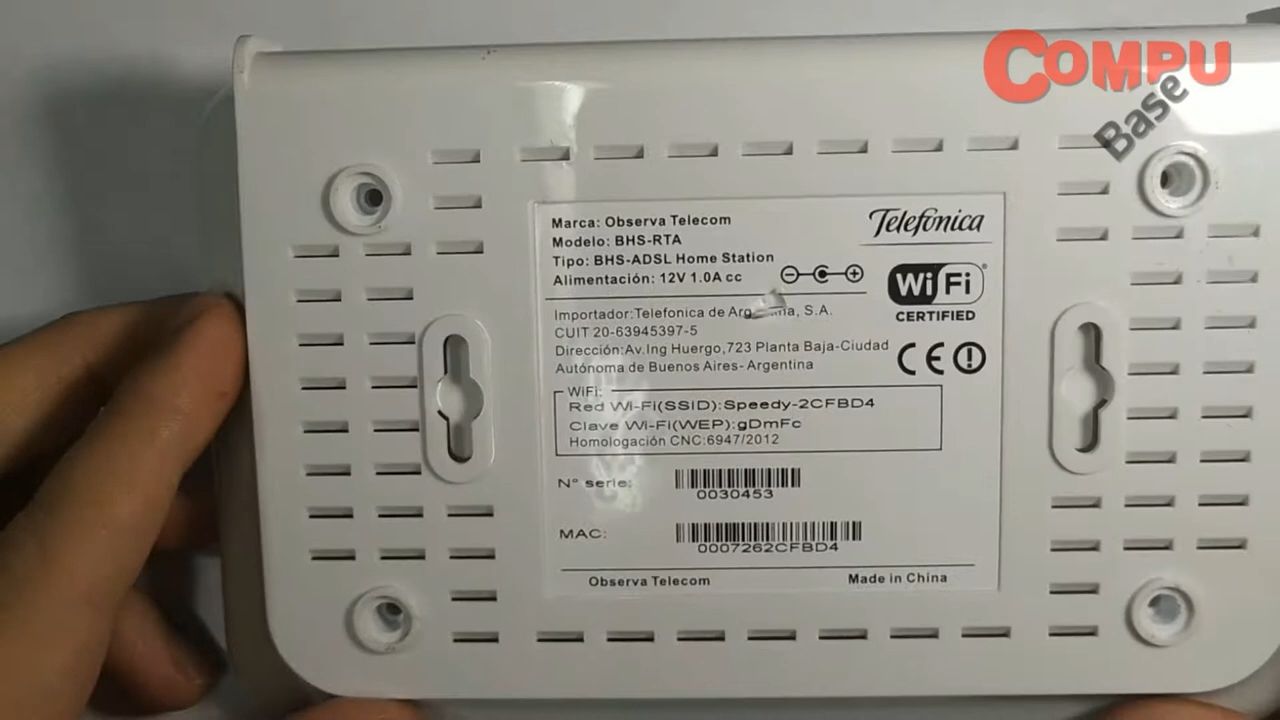 COMPU
Base
Marca: Observa Telecom
Modelo: BHS-RTA
Tipo: BHS-ADSL Home Station
Alimentación: 12V 1.0A cc
Telefónica
Wi Fi
CERTIFIED
Importador:Telefonica de , S.A.
CUIT 20-63945397-5
Dirección:Av.Ing Huergo,723 Planta Baja-Ciudad
Autónoma de Buenos Aires- Argentina
CE
WiFi:
Red Wi-Fi(SSID):Speedy-2CFBD4
Clave Wi-Fi(WEP):gDmFc
Homologación CNC:6947/2012
N° serie:
0030453
MAC:
0007262CFBD4
Observa Telecom
Made in China